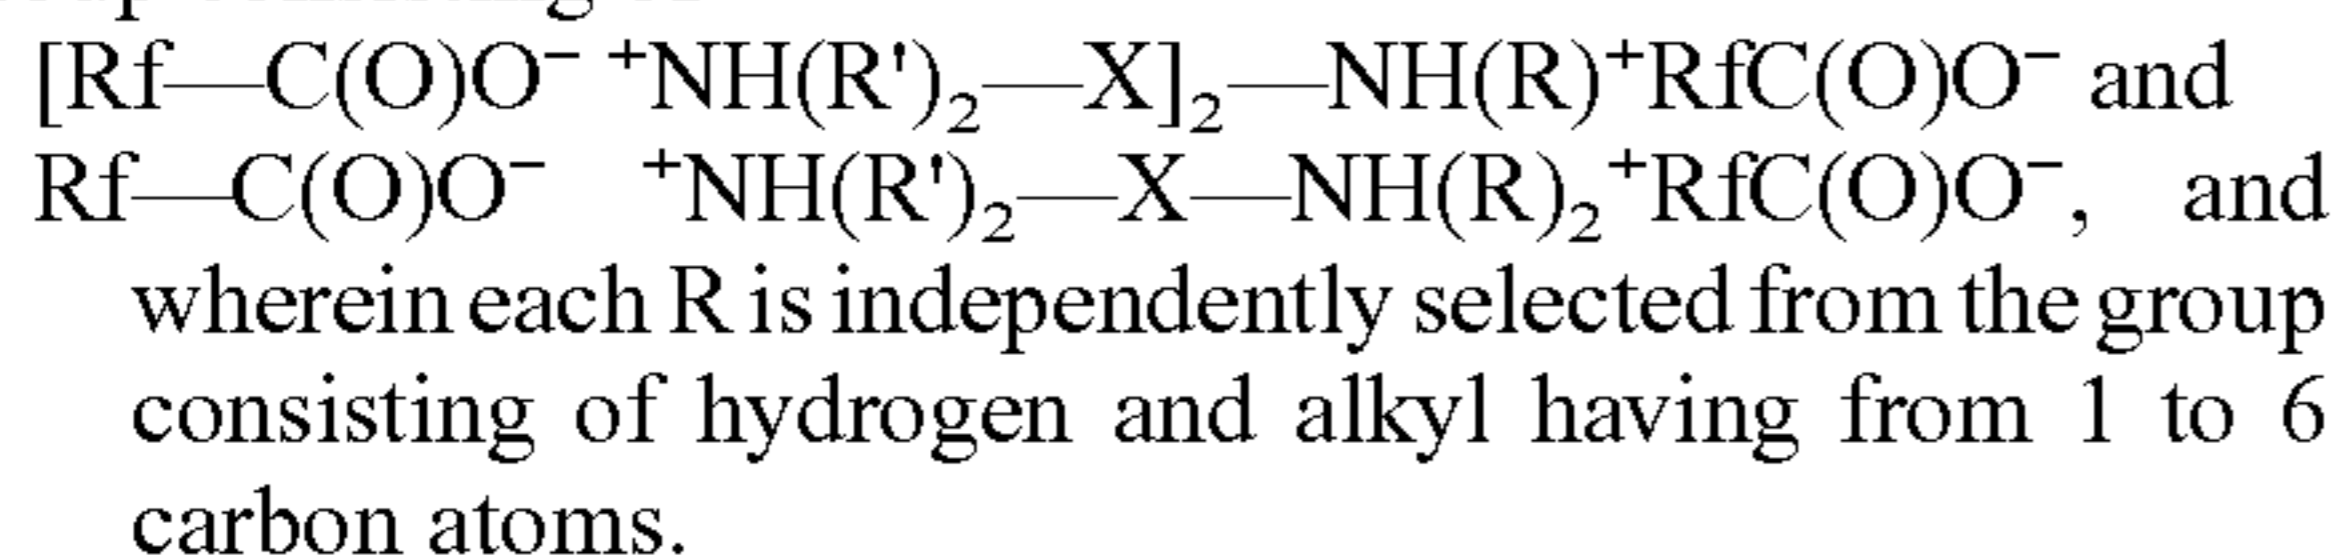 [Rf—C(O)O⁻ ⁺NH(R')₂—X]₂—NH(R)⁺RfC(O)O⁻ and
Rf—C(O)O⁻ ⁺NH(R')₂—X—NH(R)₂⁺RfC(O)O⁻, and
wherein each R is independently selected from the group
consisting of hydrogen and alkyl having from 1 to 6
carbon atoms.